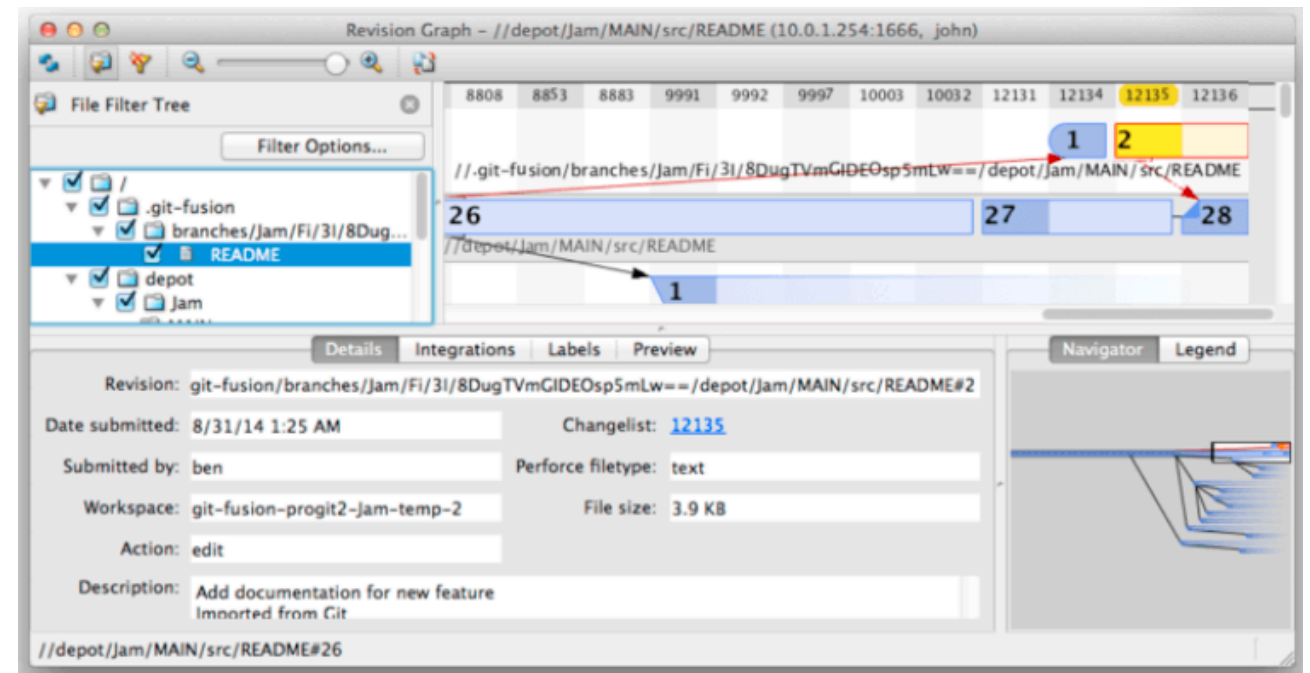 Revision Graph – //depot/Jam/MAIN/src/README (10.0.1.254:1666, john)
File Filter Tree
Filter Options...
/
.git-fusion
branches/Jam/Fi/3I/8Dug...
README
depot
Jam
8808 8853 8883 9991 9992 9997 10003 10032 12131 12134 12135 12136
1 2
//.git-fusion/branches/Jam/Fi/3I/8DugTVmGIDEOsp5mLw==/depot/Jam/MAIN/src/README
26 27 28
//depot/Jam/MAIN/src/README
1
Details Integrations Labels Preview
Navigator Legend
Revision: git-fusion/branches/Jam/Fi/3I/8DugTVmGIDEOsp5mLw==/depot/Jam/MAIN/src/README#2
Date submitted: 8/31/14 1:25 AM Changelist: 12135
Submitted by: ben Perforce filetype: text
Workspace: git-fusion-progit2-Jam-temp-2 File size: 3.9 KB
Action: edit
Description: Add documentation for new feature
Imported from Git
//depot/Jam/MAIN/src/README#26